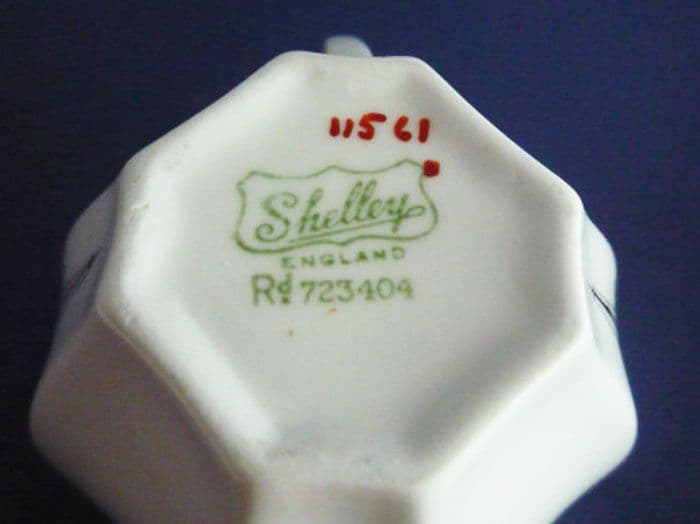 11561
Shelley
ENGLAND
Rd. 723404